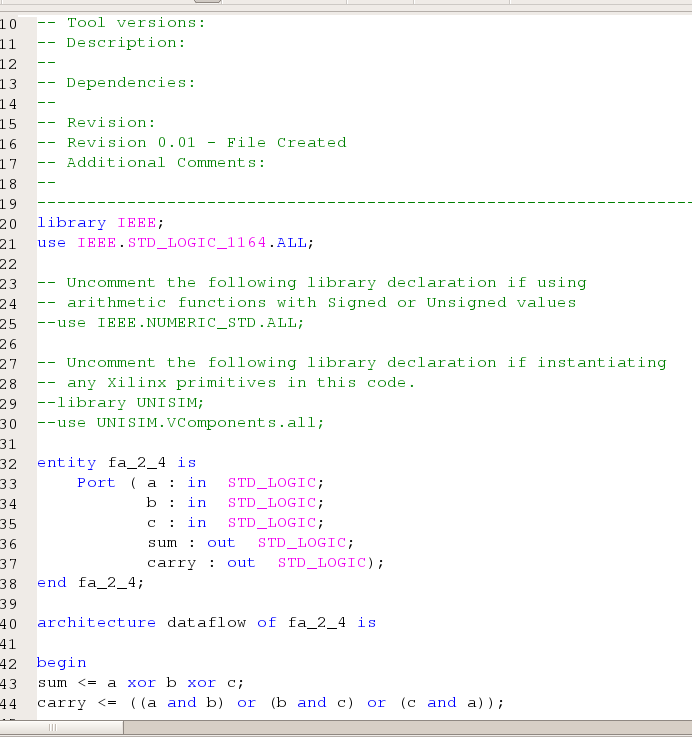 10 -- Tool versions:
11 -- Description:
12 --
13 -- Dependencies:
14 --
15 -- Revision:
16 -- Revision 0.01 - File Created
17 -- Additional Comments:
18 --
19 ------------------------------------------------------------------
20 library IEEE;
21 use IEEE.STD_LOGIC_1164.ALL;
22
23 -- Uncomment the following library declaration if using
24 -- arithmetic functions with Signed or Unsigned values
25 --use IEEE.NUMERIC_STD.ALL;
26
27 -- Uncomment the following library declaration if instantiating
28 -- any Xilinx primitives in this code.
29 --library UNISIM;
30 --use UNISIM.VComponents.all;
31
32 entity fa_2_4 is
33     Port ( a : in  STD_LOGIC;
34            b : in  STD_LOGIC;
35            c : in  STD_LOGIC;
36            sum : out  STD_LOGIC;
37            carry : out  STD_LOGIC);
38 end fa_2_4;
39
40 architecture dataflow of fa_2_4 is
41
42 begin
43 sum <= a xor b xor c;
44 carry <= ((a and b) or (b and c) or (c and a));